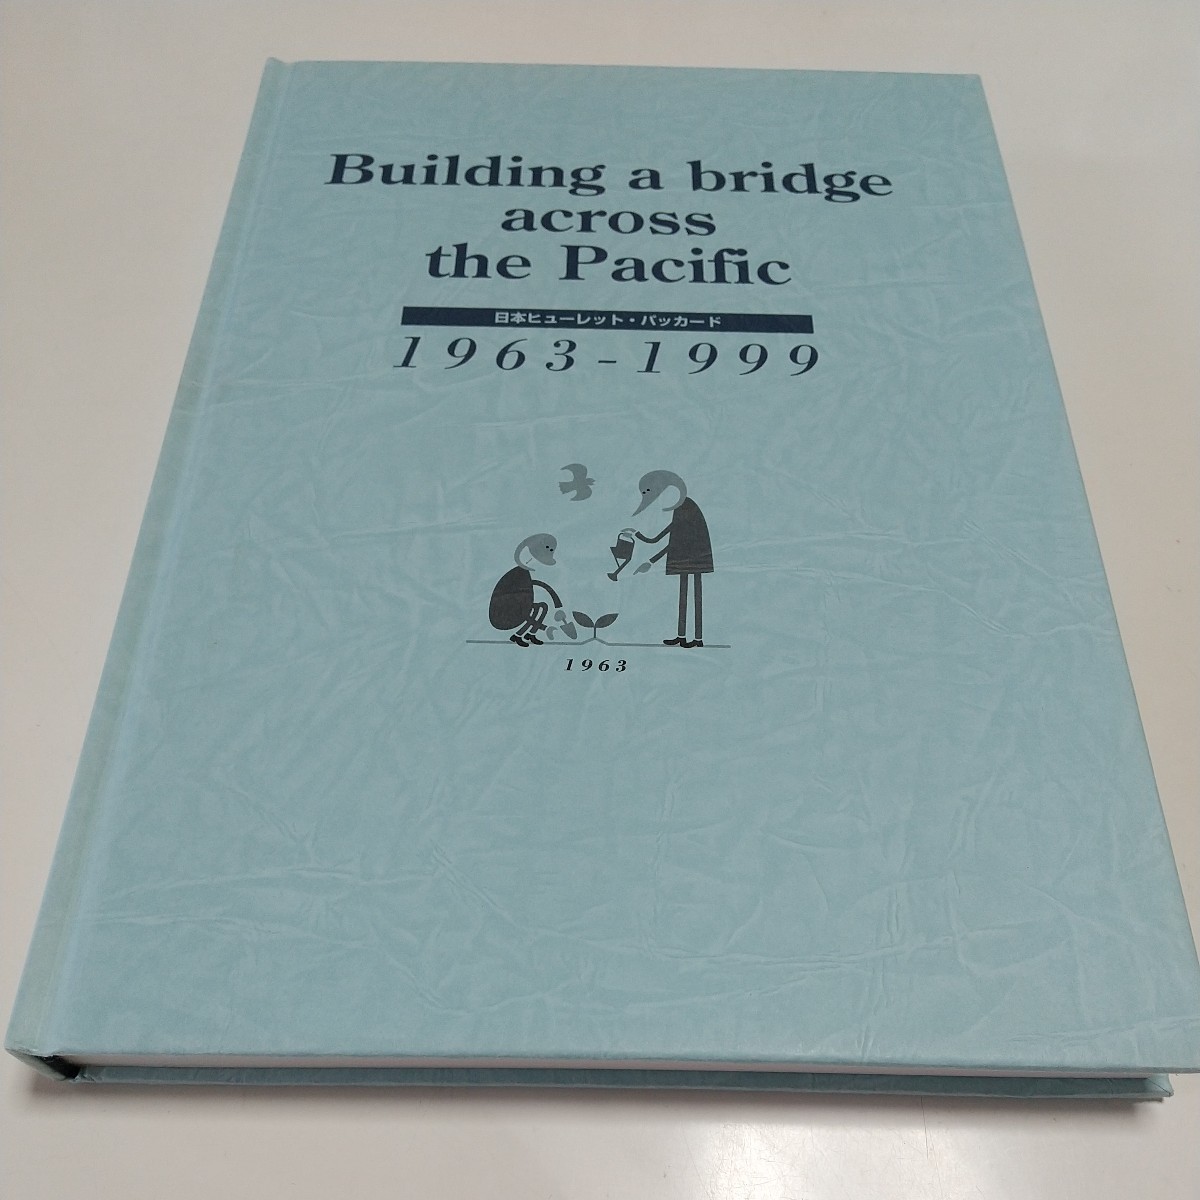 Building a bridge
across
the Pacific
日本ヒューレット・パッカード
1963-1999
1963